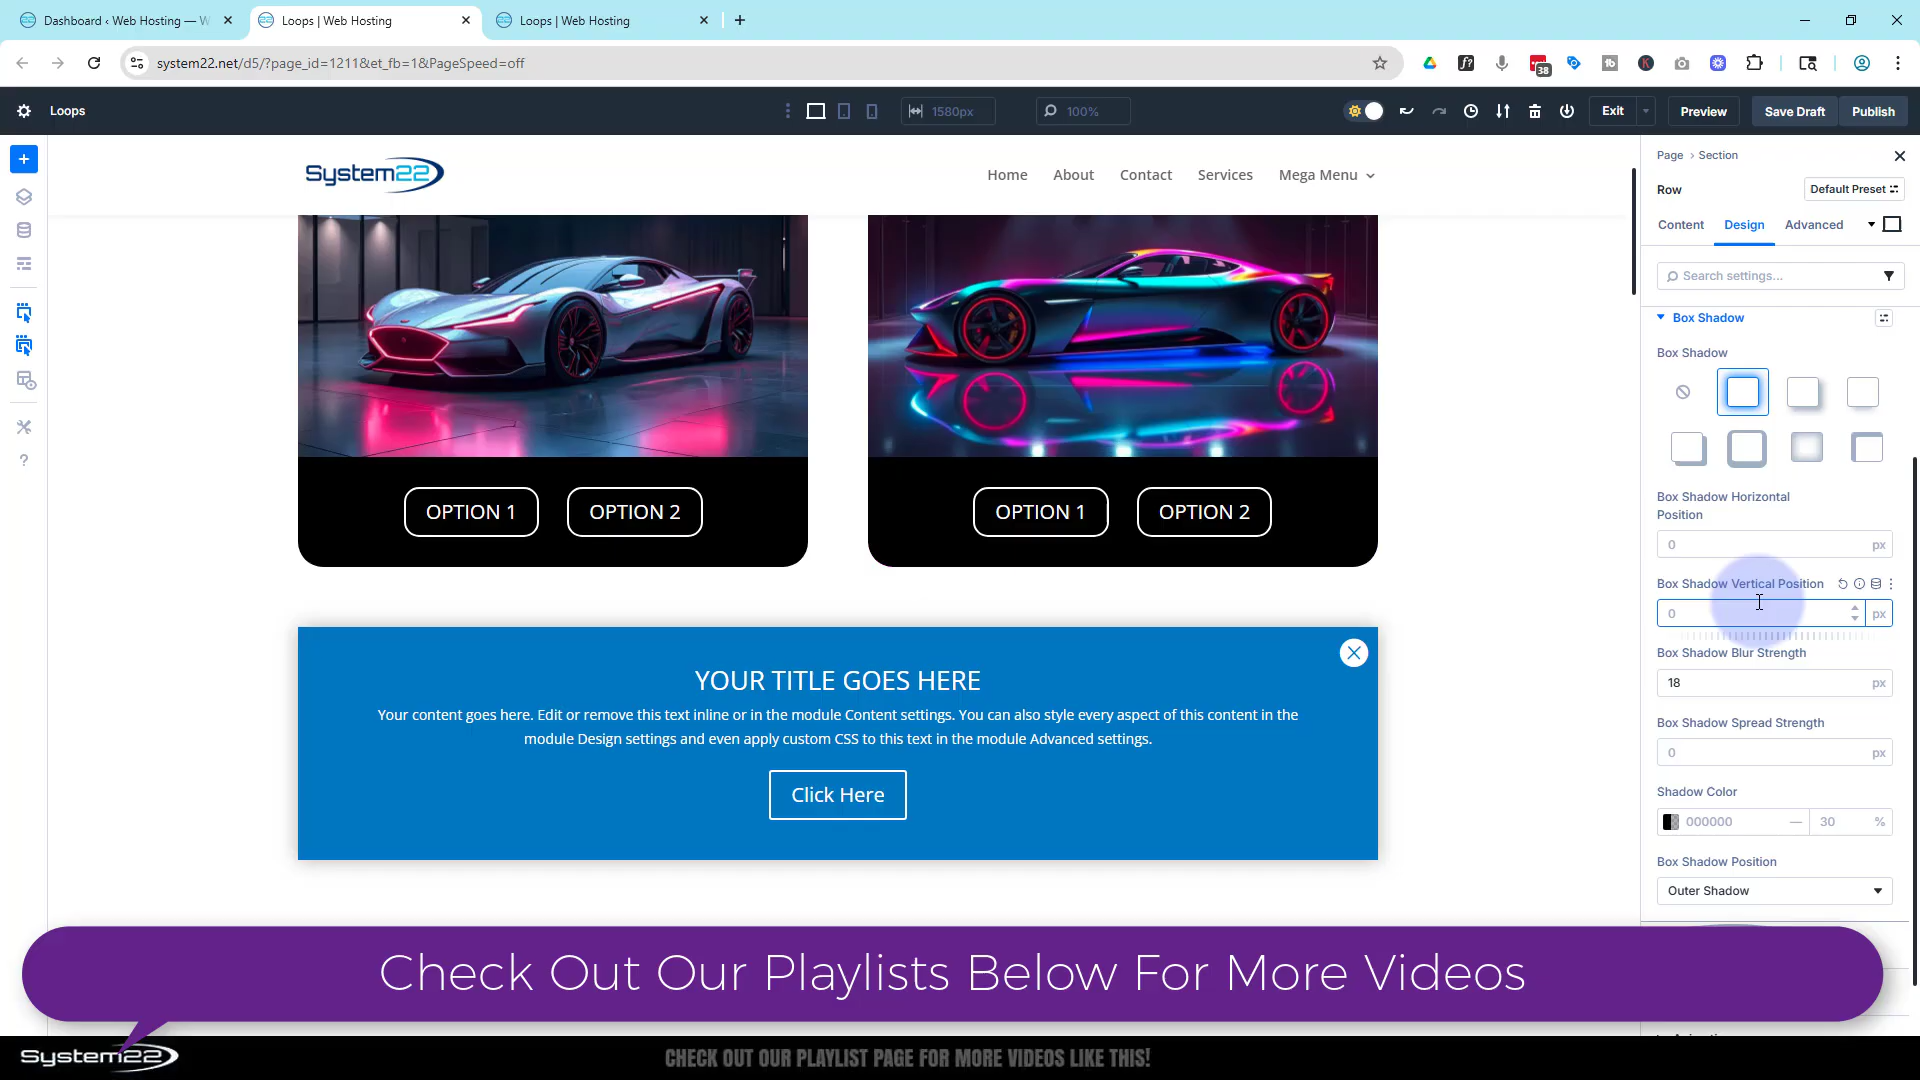 Dashboard ‹ Web Hosting — W
Loops | Web Hosting
Loops | Web Hosting
system22.net/d5/?page_id=1211&et_fb=1&PageSpeed=off
38
Loops
1580px
100%
Exit
Preview
Save Draft
Publish
System22
Home
About
Contact
Services
Mega Menu
OPTION 1
OPTION 2
OPTION 1
OPTION 2
YOUR TITLE GOES HERE
Your content goes here. Edit or remove this text inline or in the module Content settings. You can also style every aspect of this content in the
module Design settings and even apply custom CSS to this text in the module Advanced settings.
Click Here
Page › Section
Row
Default Preset
Content
Design
Advanced
Search settings...
Box Shadow
Box Shadow
Box Shadow Horizontal
Position
0 px
Box Shadow Vertical Position
0 px
Box Shadow Blur Strength
18 px
Box Shadow Spread Strength
0 px
Shadow Color
000000 — 30 %
Box Shadow Position
Outer Shadow
Check Out Our Playlists Below For More Videos
System22
CHECK OUT OUR PLAYLIST PAGE FOR MORE VIDEOS LIKE THIS!